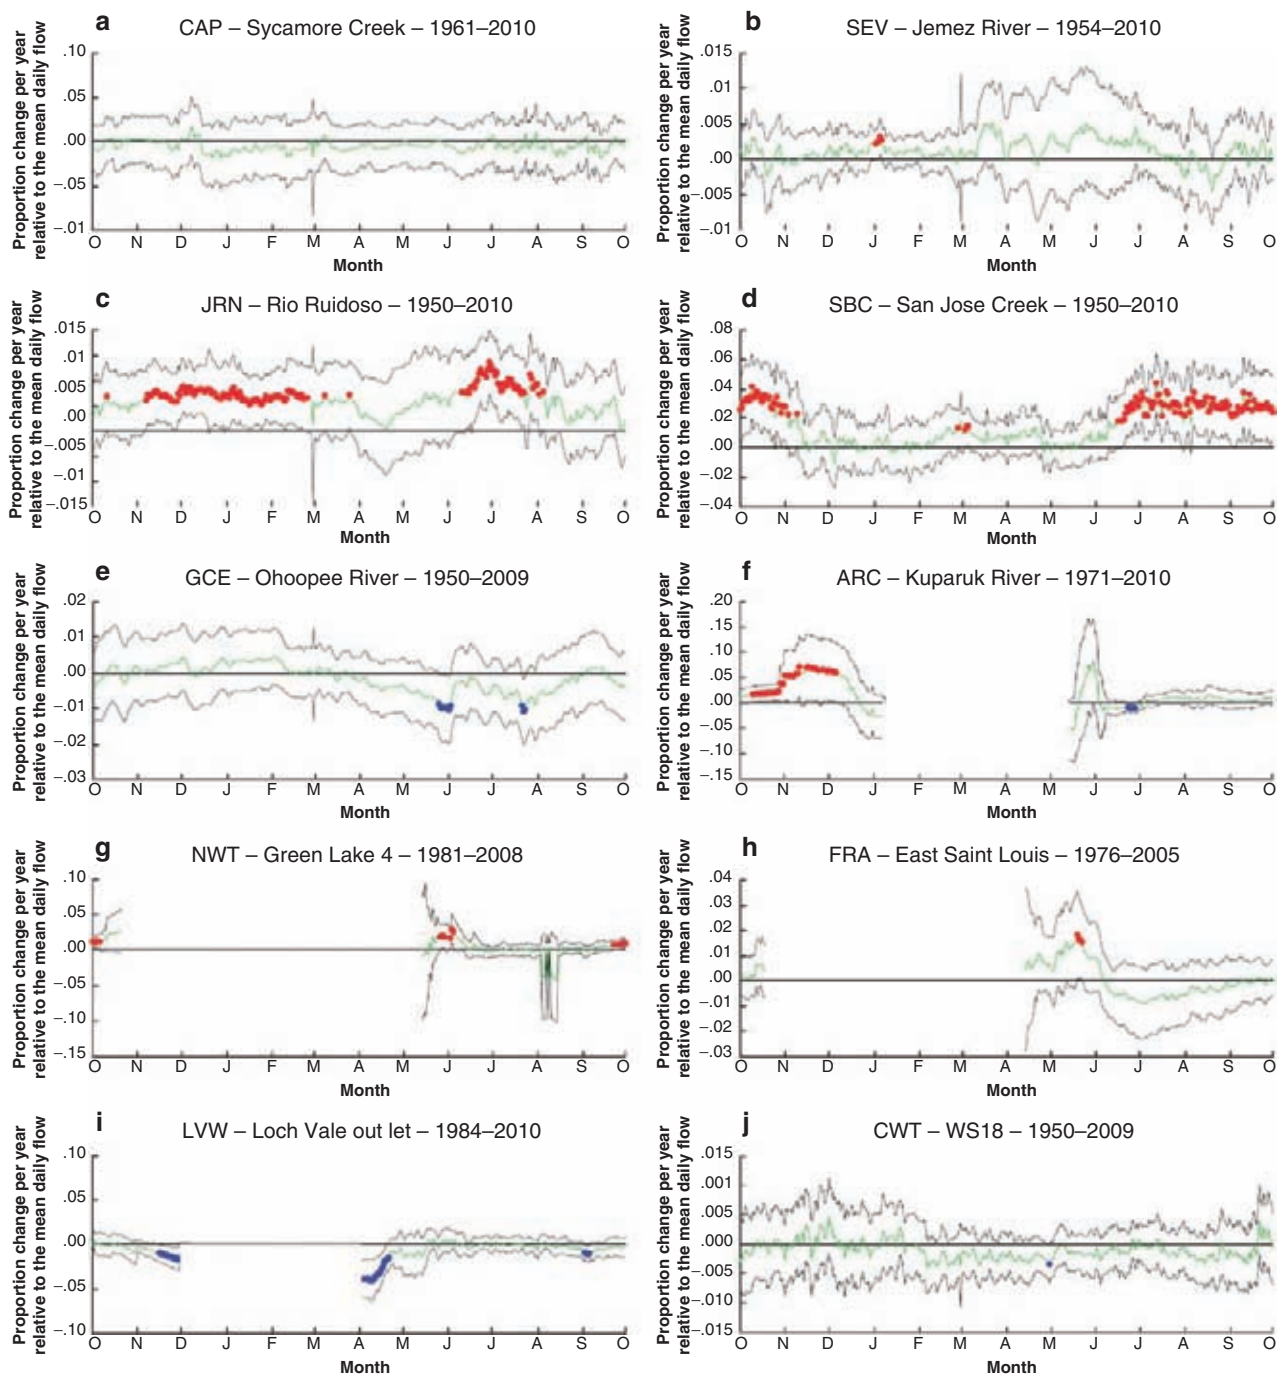 a CAP – Sycamore Creek – 1961–2010
Proportion change per year
relative to the mean daily flow
.10
.05
.00
–.05
–.01
O N D J F M A M J J A S O
Month
b SEV – Jemez River – 1954–2010
Proportion change per year
relative to the mean daily flow
.015
.01
.005
.00
–.005
–.01
O N D J F M A M J J A S O
Month
c JRN – Rio Ruidoso – 1950–2010
Proportion change per year
relative to the mean daily flow
.015
.01
.005
.00
–.005
–.01
–.015
O N D J F M A M J J A S O
Month
d SBC – San Jose Creek – 1950–2010
Proportion change per year
relative to the mean daily flow
.08
.06
.04
.02
.00
–.02
–.04
O N D J F M A M J J A S O
Month
e GCE – Ohoopee River – 1950–2009
Proportion change per year
relative to the mean daily flow
.02
.01
.00
–.01
–.02
–.03
O N D J F M A M J J A S O
Month
f ARC – Kuparuk River – 1971–2010
Proportion change per year
relative to the mean daily flow
.20
.15
.10
.05
.00
–.05
–.10
–.15
O N D J F M A M J J A S O
Month
g NWT – Green Lake 4 – 1981–2008
Proportion change per year
relative to the mean daily flow
.10
.05
.00
–.05
–.10
–.15
O N D J F M A M J J A S O
Month
h FRA – East Saint Louis – 1976–2005
Proportion change per year
relative to the mean daily flow
.04
.03
.02
.01
.00
–.01
–.02
–.03
O N D J F M A M J J A S O
Month
i LVW – Loch Vale out let – 1984–2010
Proportion change per year
relative to the mean daily flow
.10
.05
.00
–.05
–.10
O N D J F M A M J J A S O
Month
j CWT – WS18 – 1950–2009
Proportion change per year
relative to the mean daily flow
.015
.01
.005
.000
–.005
–.010
–.015
O N D J F M A M J J A S O
Month